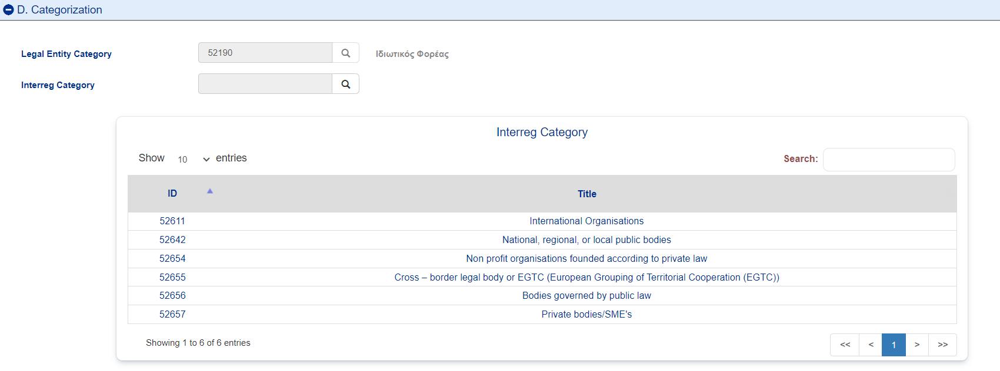 D. Categorization
Legal Entity Category 52190 Ιδιωτικός Φορέας
Interreg Category
Interreg Category
Show 10 entries Search:
ID Title
52611 International Organisations
52642 National, regional, or local public bodies
52654 Non profit organisations founded according to private law
52655 Cross – border legal body or EGTC (European Grouping of Territorial Cooperation (EGTC))
52656 Bodies governed by public law
52657 Private bodies/SME's
Showing 1 to 6 of 6 entries << < 1 > >>